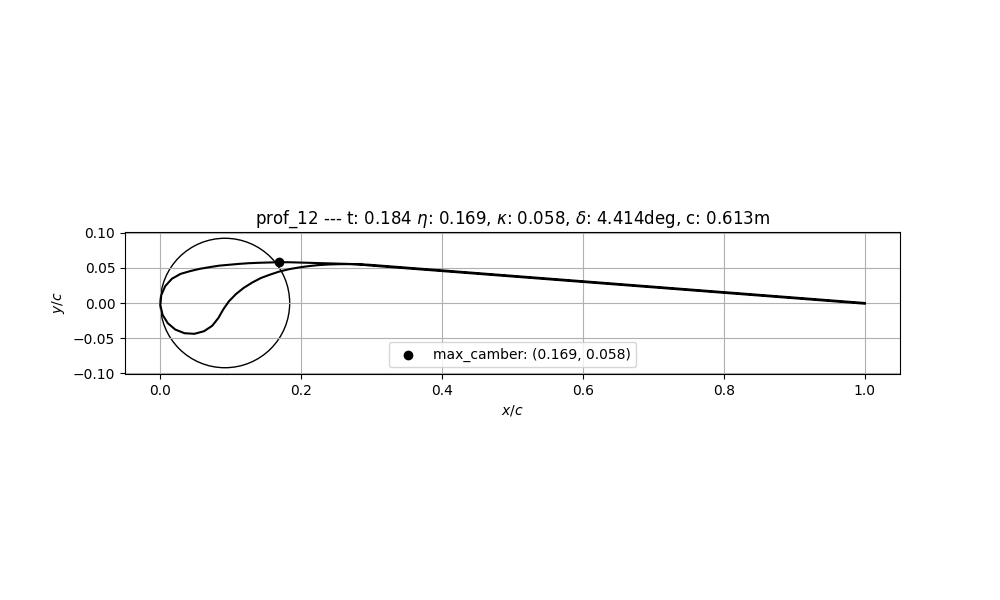 prof_12 --- t: 0.184 η: 0.169, κ: 0.058, δ: 4.414deg, c: 0.613m
0.10
0.05
0.00
−0.05
−0.10
y/c
max_camber: (0.169, 0.058)
0.0 0.2 0.4 0.6 0.8 1.0
x/c